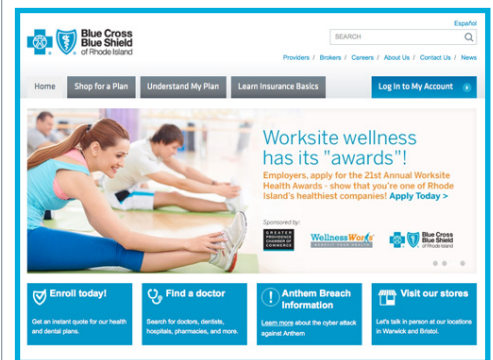 Español
Blue Cross
Blue Shield
of Rhode Island
SEARCH
Providers / Brokers / Careers / About Us / Contact Us / News
Home
Shop for a Plan
Understand My Plan
Learn Insurance Basics
Log In to My Account
Worksite wellness
has its "awards"!
Employers, apply for the 21st Annual Worksite
Health Awards - show that you're one of Rhode
Island's healthiest companies! Apply Today >
Sponsored by:
GREATER
PROVIDENCE
CHAMBER OF
COMMERCE
WellnessWorks
Blue Cross
Blue Shield
of Rhode Island
Enroll today!
Get an instant quote for our health
and dental plans.
Find a doctor
Search for doctors, dentists,
hospitals, pharmacies, and more.
Anthem Breach
Information
Learn more about the cyber attack
against Anthem
Visit our stores
Let's talk in person at our locations
in Warwick and Bristol.